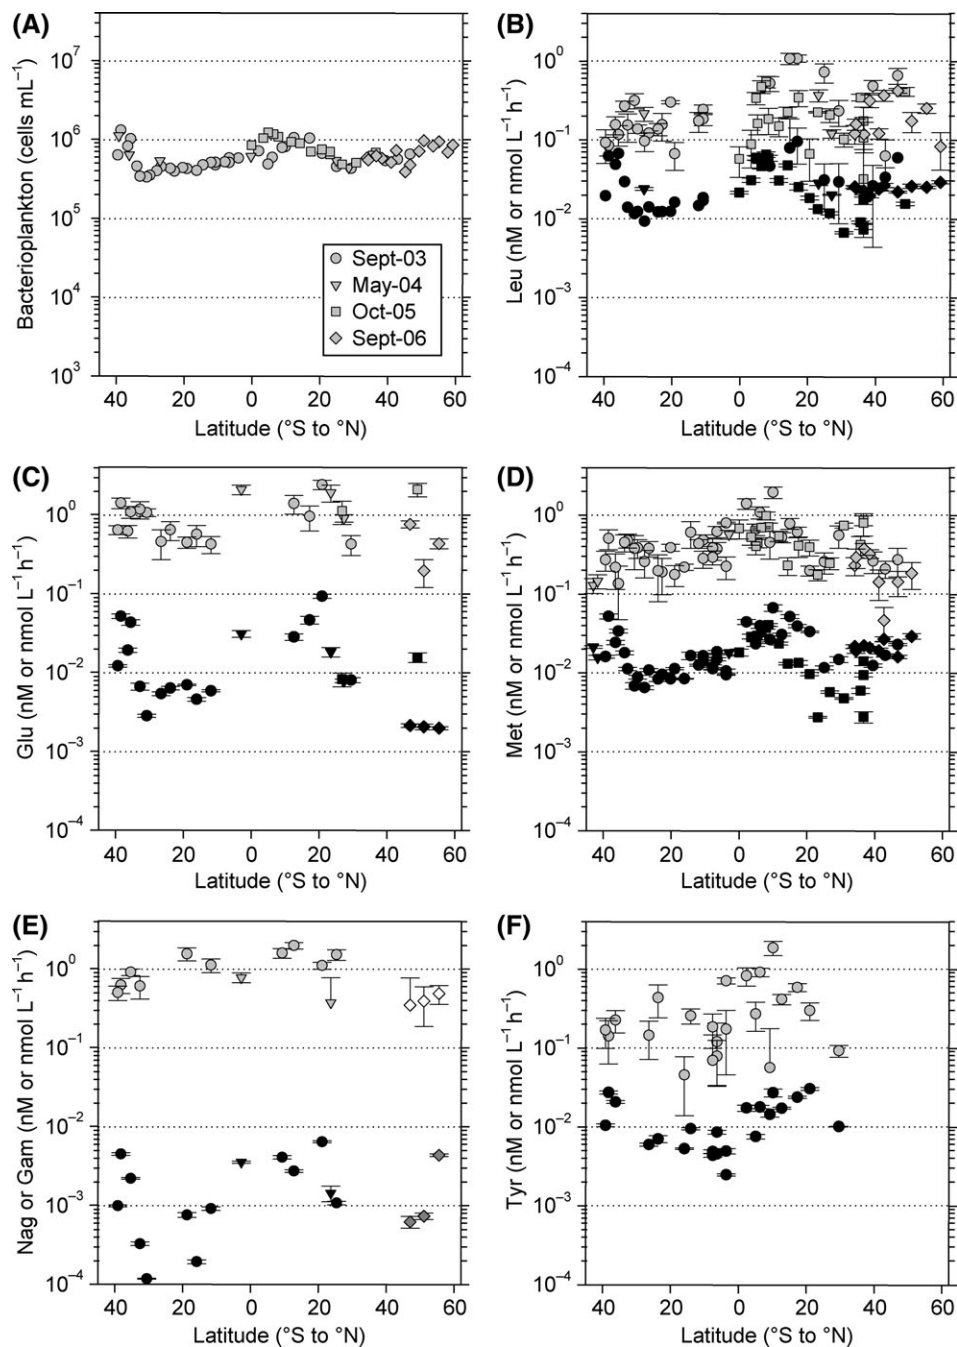 (A)
Bacterioplankton (cells mL⁻¹)
10⁷
10⁶
10⁵
10⁴
10³
Sept-03
May-04
Oct-05
Sept-06
40 20 0 20 40 60
Latitude (°S to °N)
(B)
Leu (nM or nmol L⁻¹ h⁻¹)
10⁰
10⁻¹
10⁻²
10⁻³
10⁻⁴
40 20 0 20 40 60
Latitude (°S to °N)
(C)
Glu (nM or nmol L⁻¹ h⁻¹)
10⁰
10⁻¹
10⁻²
10⁻³
10⁻⁴
40 20 0 20 40 60
Latitude (°S to °N)
(D)
Met (nM or nmol L⁻¹ h⁻¹)
10⁰
10⁻¹
10⁻²
10⁻³
10⁻⁴
40 20 0 20 40 60
Latitude (°S to °N)
(E)
Nag or Gam (nM or nmol L⁻¹ h⁻¹)
10⁰
10⁻¹
10⁻²
10⁻³
10⁻⁴
40 20 0 20 40 60
Latitude (°S to °N)
(F)
Tyr (nM or nmol L⁻¹ h⁻¹)
10⁰
10⁻¹
10⁻²
10⁻³
10⁻⁴
40 20 0 20 40 60
Latitude (°S to °N)